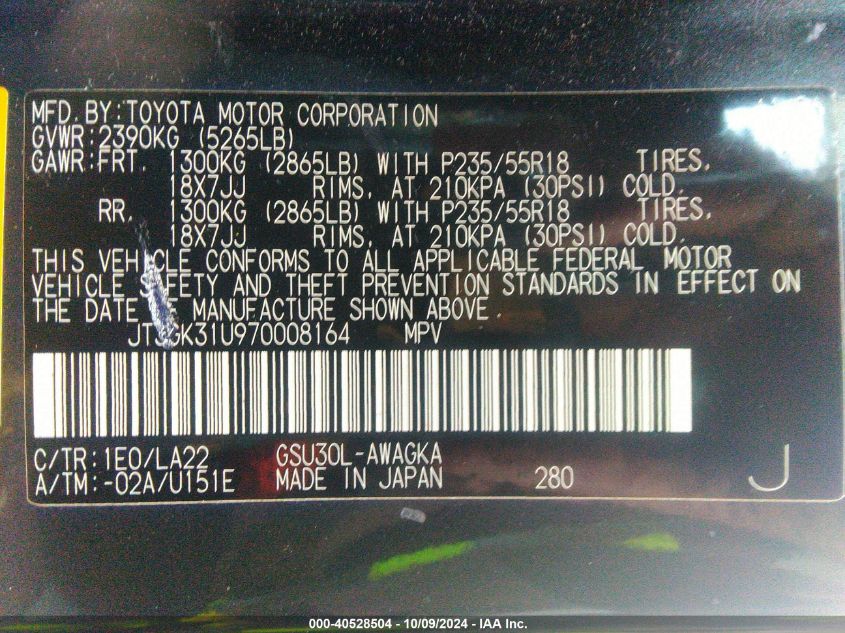 MFD.BY:TOYOTA MOTOR CORPORATION
GVWR:2390KG (5265LB)
GAWR:FRT. 1300KG (2865LB) WITH P235/55R18 TIRES.
18X7JJ RIMS. AT 210KPA (30PSI) COLD.
RR. 1300KG (2865LB) WITH P235/55R18 TIRES.
18X7JJ RIMS. AT 210KPA (30PSI) COLD.
THIS VEHICLE CONFORMS TO ALL APPLICABLE FEDERAL MOTOR
VEHICLE SAFETY AND THEFT PREVENTION STANDARDS IN EFFECT ON
THE DATE OF MANUFACTURE SHOWN ABOVE.
MPV
C/TR:1E0/LA22 GSU30L-AWAGKA
A/TM:-02A/U151E MADE IN JAPAN 280 J
000-40528504 - 10/09/2024 - IAA Inc.